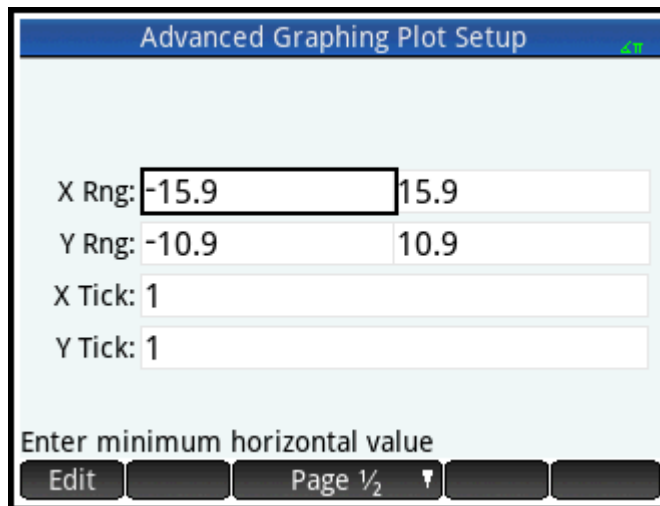 Advanced Graphing Plot Setup ∡π
X Rng: -15.9 15.9
Y Rng: -10.9 10.9
X Tick: 1
Y Tick: 1
Enter minimum horizontal value
Edit Page ½ ▼